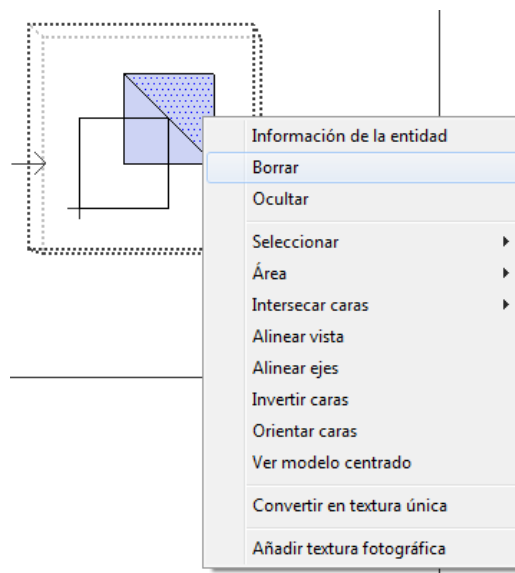 Información de la entidad
Borrar
Ocultar
Seleccionar
Área
Intersecar caras
Alinear vista
Alinear ejes
Invertir caras
Orientar caras
Ver modelo centrado
Convertir en textura única
Añadir textura fotográfica